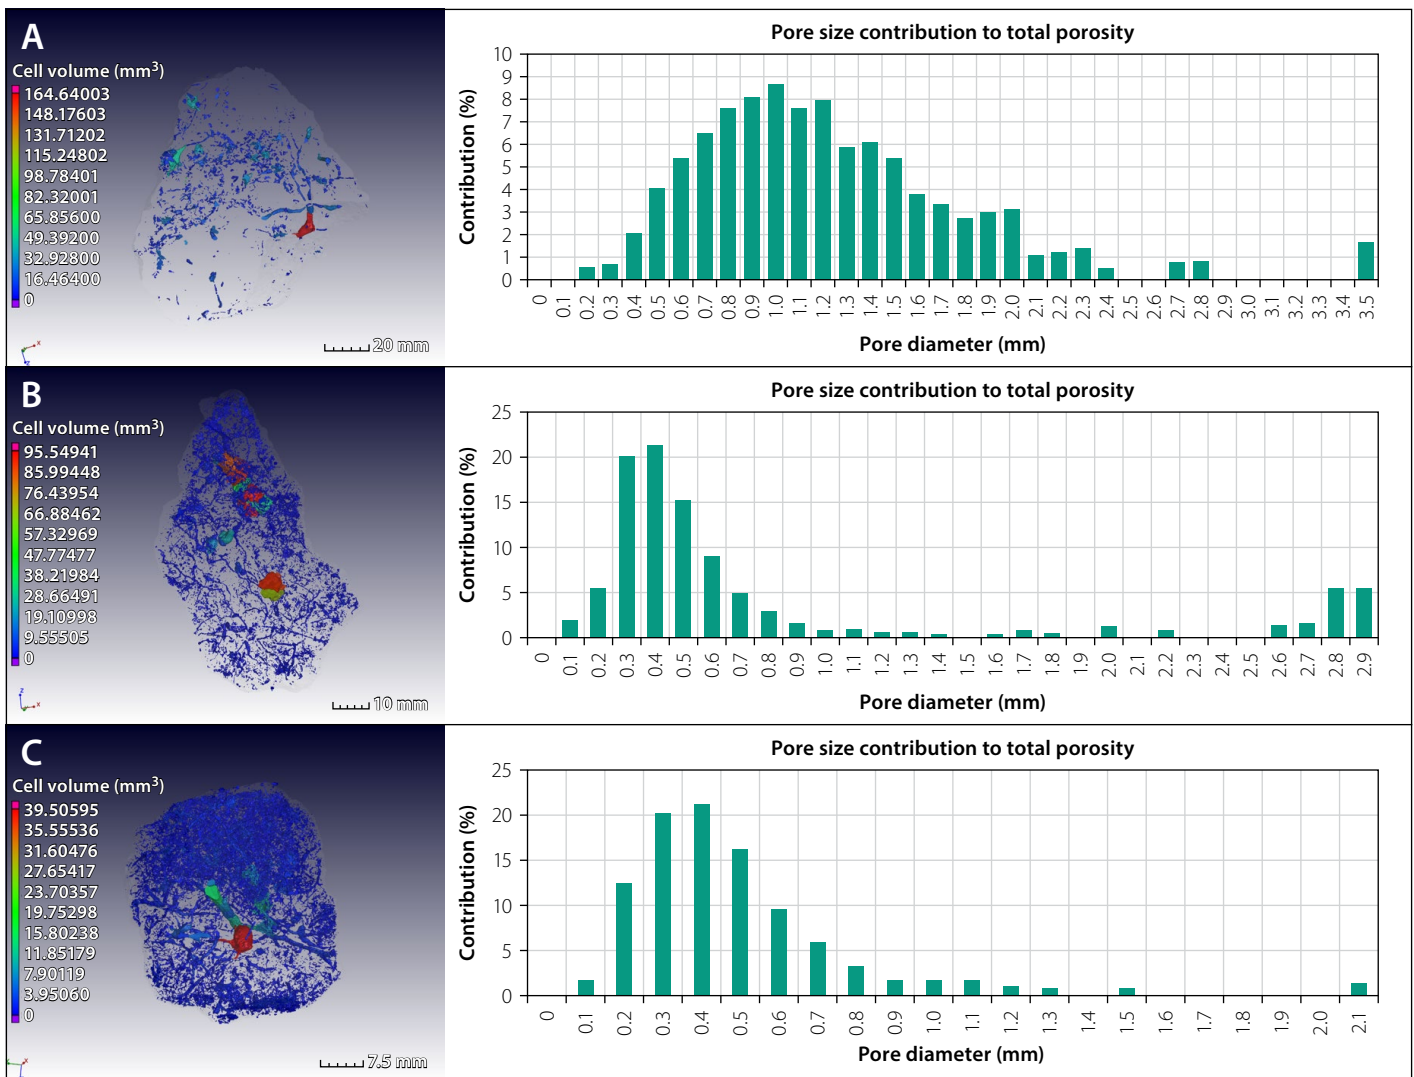 A
Cell volume (mm³)
164.64003
148.17603
131.71202
115.24802
98.78401
82.32001
65.85600
49.39200
32.92800
16.46400
0
20 mm
Pore size contribution to total porosity
Contribution (%)
10
9
8
7
6
5
4
3
2
1
0
0 0.1 0.2 0.3 0.4 0.5 0.6 0.7 0.8 0.9 1.0 1.1 1.2 1.3 1.4 1.5 1.6 1.7 1.8 1.9 2.0 2.1 2.2 2.3 2.4 2.5 2.6 2.7 2.8 2.9 3.0 3.1 3.2 3.3 3.4 3.5
Pore diameter (mm)
B
Cell volume (mm³)
95.54941
85.99448
76.43954
66.88462
57.32969
47.77477
38.21984
28.66491
19.10998
9.55505
0
10 mm
Pore size contribution to total porosity
Contribution (%)
25
20
15
10
5
0
0 0.1 0.2 0.3 0.4 0.5 0.6 0.7 0.8 0.9 1.0 1.1 1.2 1.3 1.4 1.5 1.6 1.7 1.8 1.9 2.0 2.1 2.2 2.3 2.4 2.5 2.6 2.7 2.8 2.9
Pore diameter (mm)
C
Cell volume (mm³)
39.50595
35.55536
31.60476
27.65417
23.70357
19.75298
15.80238
11.85179
7.90119
3.95060
0
7.5 mm
Pore size contribution to total porosity
Contribution (%)
25
20
15
10
5
0
0 0.1 0.2 0.3 0.4 0.5 0.6 0.7 0.8 0.9 1.0 1.1 1.2 1.3 1.4 1.5 1.6 1.7 1.8 1.9 2.0 2.1
Pore diameter (mm)